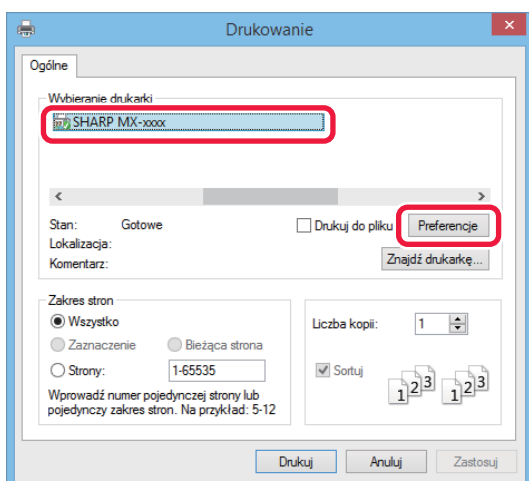 Drukowanie
Ogólne
Wybieranie drukarki
SHARP MX-xxxx
Stan: Gotowe
Drukuj do pliku
Preferencje
Lokalizacja:
Komentarz:
Znajdź drukarkę...
Zakres stron
Wszystko
Zaznaczenie
Bieżąca strona
Strony: 1-65535
Wprowadź numer pojedynczej strony lub
pojedynczy zakres stron. Na przykład: 5-12
Liczba kopii: 1
Sortuj
1 2 3 1 2 3
Drukuj Anuluj Zastosuj